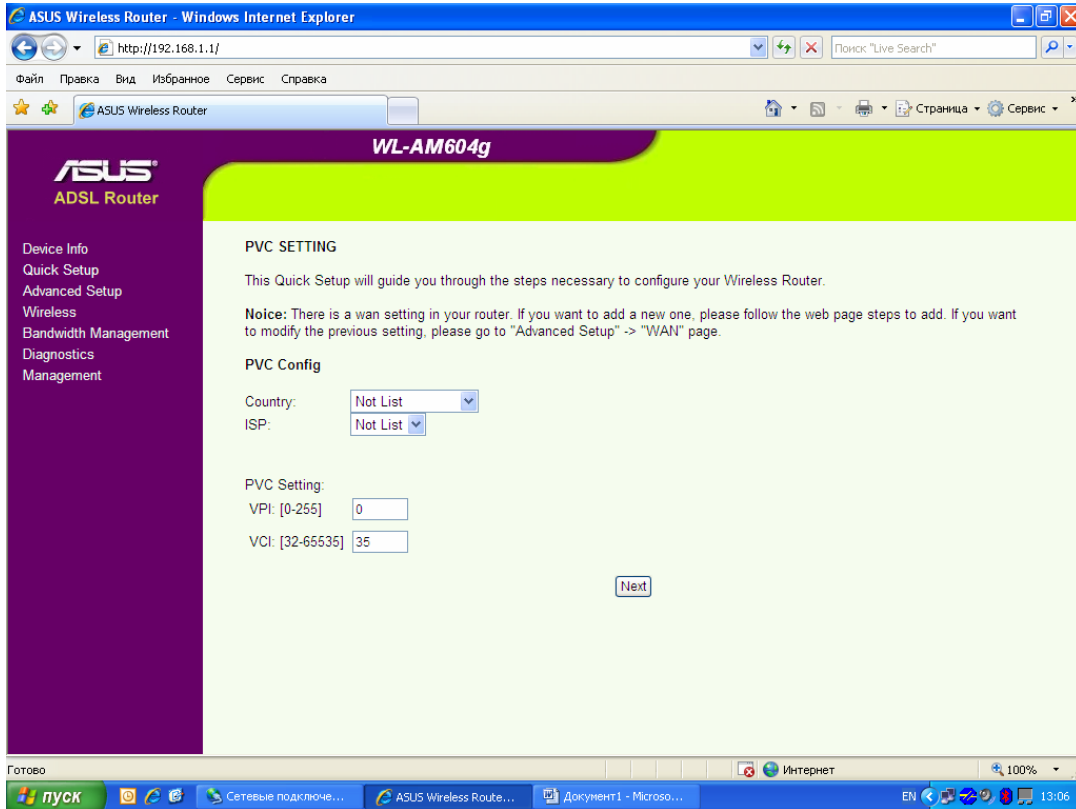 ASUS Wireless Router - Windows Internet Explorer
http://192.168.1.1/
Поиск "Live Search"
Файл Правка Вид Избранное Сервис Справка
ASUS Wireless Router
Страница
Сервис
WL-AM604g
ASUS
ADSL Router
Device Info
Quick Setup
Advanced Setup
Wireless
Bandwidth Management
Diagnostics
Management
PVC SETTING
This Quick Setup will guide you through the steps necessary to configure your Wireless Router.
Noice: There is a wan setting in your router. If you want to add a new one, please follow the web page steps to add. If you want
to modify the previous setting, please go to "Advanced Setup" -> "WAN" page.
PVC Config
Country: Not List
ISP: Not List
PVC Setting:
VPI: [0-255] 0
VCI: [32-65535] 35
Next
Готово
Интернет
100%
пуск
Сетевые подключе...
ASUS Wireless Route...
Документ1 - Microso...
EN
13:06